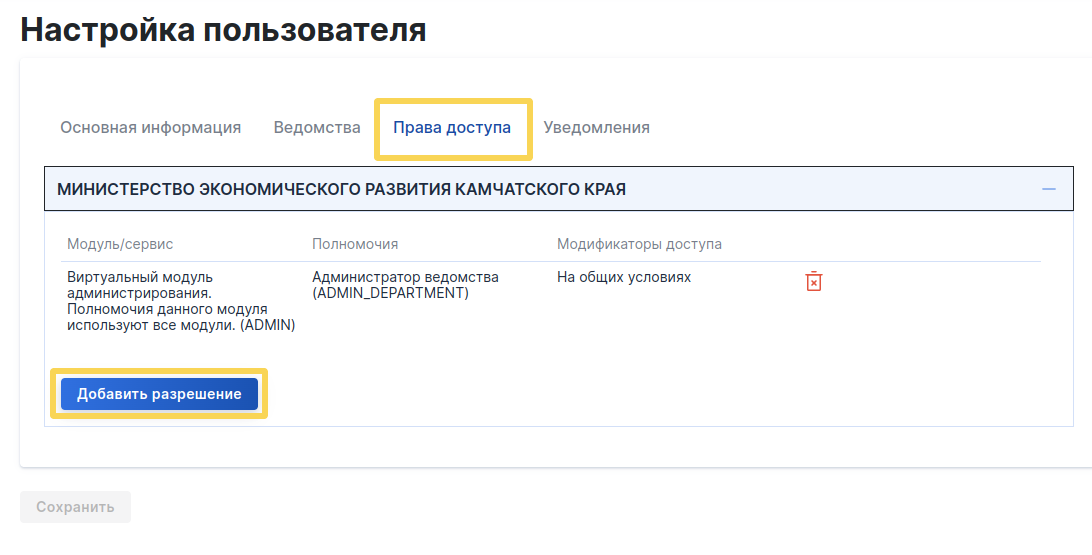 Настройка пользователя
Основная информация
Ведомства
Права доступа
Уведомления
МИНИСТЕРСТВО ЭКОНОМИЧЕСКОГО РАЗВИТИЯ КАМЧАТСКОГО КРАЯ
Модуль/сервис
Полномочия
Модификаторы доступа
Виртуальный модуль
администрирования.
Полномочия данного модуля
используют все модули. (ADMIN)
Администратор ведомства
(ADMIN_DEPARTMENT)
На общих условиях
Добавить разрешение
Сохранить